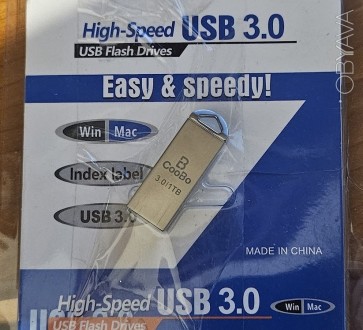 High-Speed USB 3.0
USB Flash Drives
OBYAVA
Easy & speedy!
Win Mac
Index label
USB 3.0
B
CooBo
3.0/1TB
MADE IN CHINA
High-Speed USB 3.0
USB Flash Drives
Win Mac